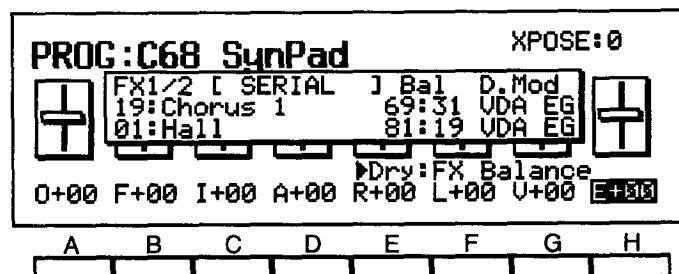 PROG:C68 SynPad XPOSE:0
FX1/2 [ SERIAL ] Bal D.Mod
19:Chorus 1 69:31 VDA EG
01:Hall 81:19 VDA EG
▶Dry:FX Balance
O+00 F+00 I+00 A+00 R+00 L+00 V+00 E+00
A B C D E F G H